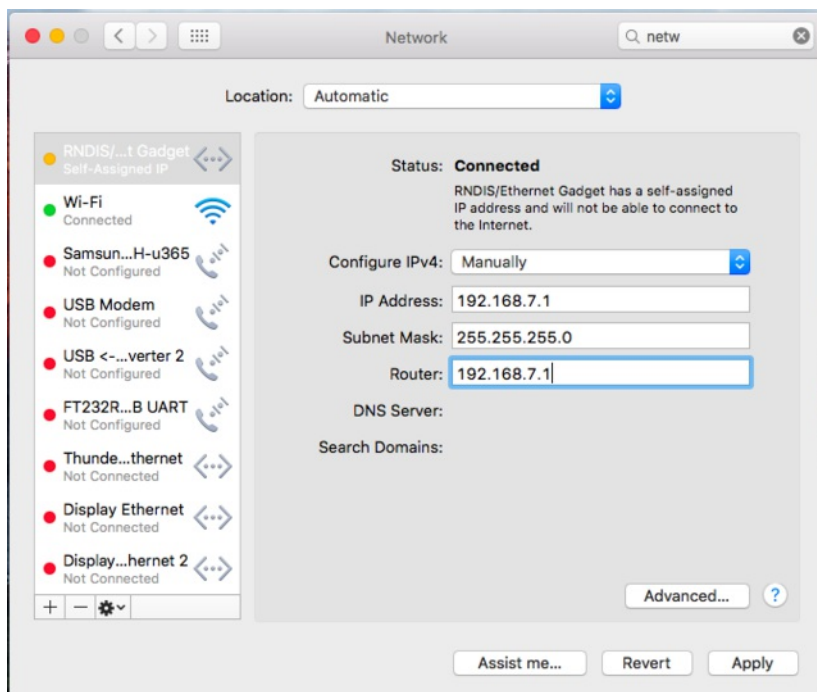 Network
netw
Location: Automatic
RNDIS/...t Gadget
Self-Assigned IP
Wi-Fi
Connected
Samsun...H-u365
Not Configured
USB Modem
Not Configured
USB <-...verter 2
Not Configured
FT232R...B UART
Not Configured
Thunde...thernet
Not Connected
Display Ethernet
Not Connected
Display...hernet 2
Not Connected
Status: Connected
RNDIS/Ethernet Gadget has a self-assigned
IP address and will not be able to connect to
the Internet.
Configure IPv4: Manually
IP Address: 192.168.7.1
Subnet Mask: 255.255.255.0
Router: 192.168.7.1
DNS Server:
Search Domains:
Advanced...
?
Assist me...
Revert
Apply